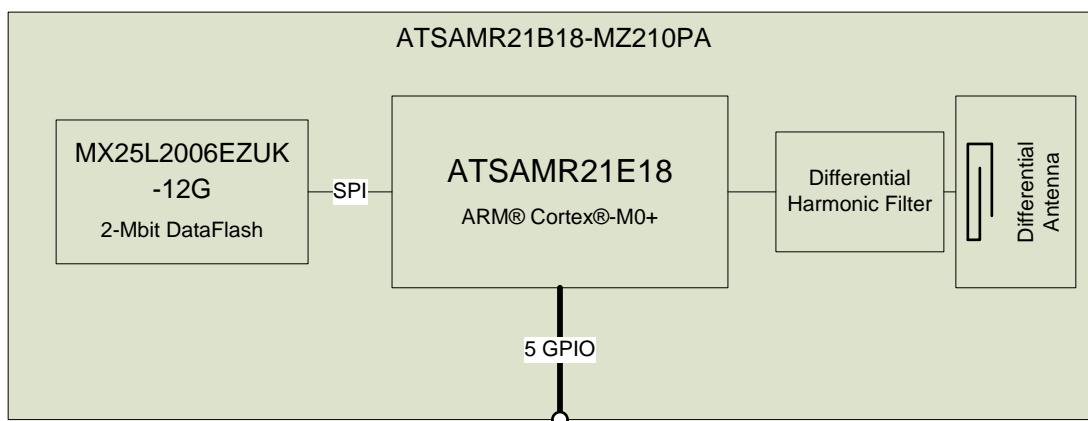 ATSAMR21B18-MZ210PA
MX25L2006EZUK
-12G
2-Mbit DataFlash
SPI
ATSAMR21E18
ARM® Cortex®-M0+
Differential
Harmonic Filter
Differential
Antenna
5 GPIO